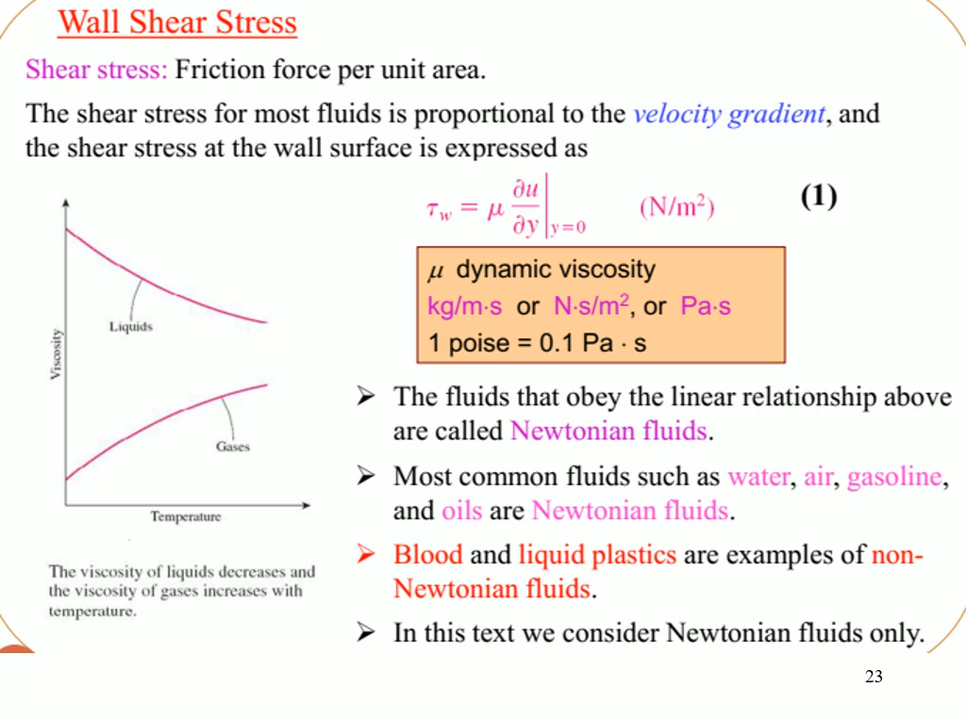 Wall Shear Stress
Shear stress: Friction force per unit area.
The shear stress for most fluids is proportional to the velocity gradient, and
the shear stress at the wall surface is expressed as
τw = μ ∂u/∂y |y=0 (N/m²) (1)
μ dynamic viscosity
kg/m·s or N·s/m², or Pa·s
1 poise = 0.1 Pa · s
Viscosity
Liquids
Gases
Temperature
The viscosity of liquids decreases and
the viscosity of gases increases with
temperature.
➢ The fluids that obey the linear relationship above
are called Newtonian fluids.
➢ Most common fluids such as water, air, gasoline,
and oils are Newtonian fluids.
➢ Blood and liquid plastics are examples of non-
Newtonian fluids.
➢ In this text we consider Newtonian fluids only.
23